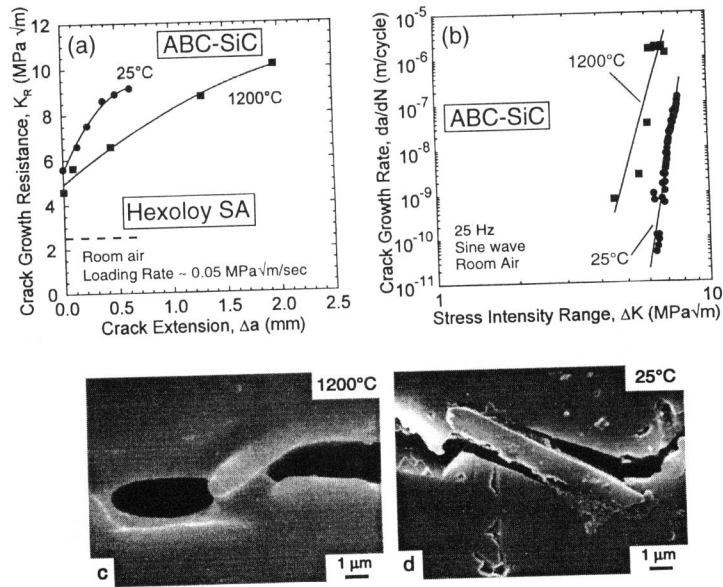 (a)
ABC-SiC
25°C
1200°C
Hexoloy SA
Room air
Loading Rate ~ 0.05 MPa√m/sec
Crack Growth Resistance, K_R (MPa √m)
12
10
8
6
4
2
0
0.0 0.5 1.0 1.5 2.0 2.5
Crack Extension, Δa (mm)
(b)
1200°C
ABC-SiC
25 Hz
Sine wave
Room Air
25°C
Crack Growth Rate, da/dN (m/cycle)
10⁻⁵
10⁻⁶
10⁻⁷
10⁻⁸
10⁻⁹
10⁻¹⁰
10⁻¹¹
1 10
Stress Intensity Range, ΔK (MPa√m)
1200°C
c
1 µm
25°C
d
1 µm